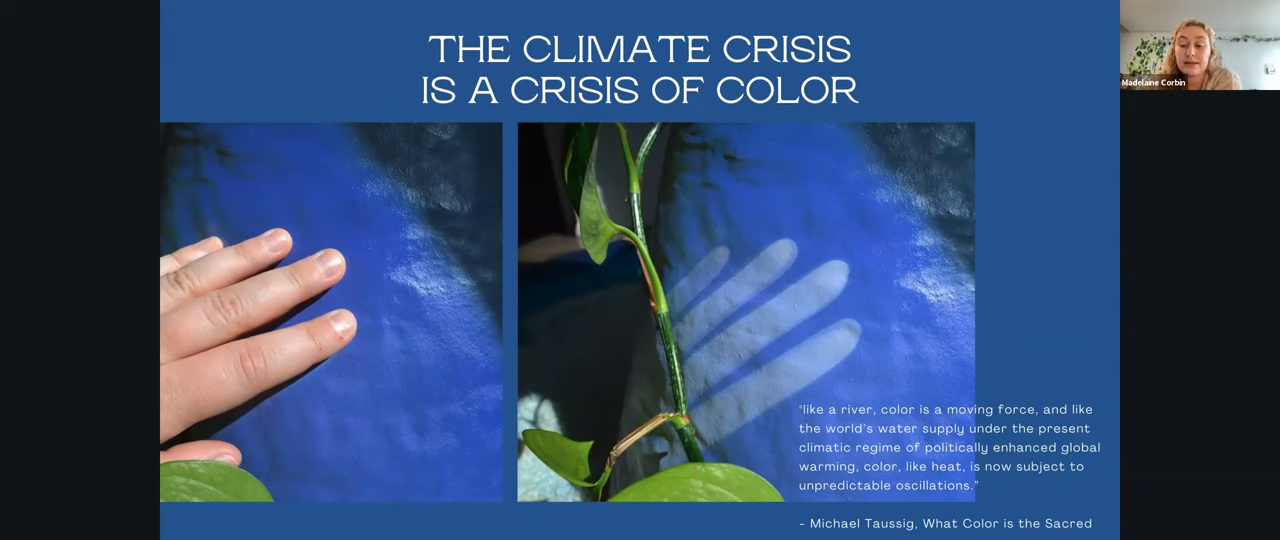 THE CLIMATE CRISIS
IS A CRISIS OF COLOR
Madelaine Corbin
"like a river, color is a moving force, and like
the world's water supply under the present
climatic regime of politically enhanced global
warming, color, like heat, is now subject to
unpredictable oscillations."
– Michael Taussig, What Color is the Sacred